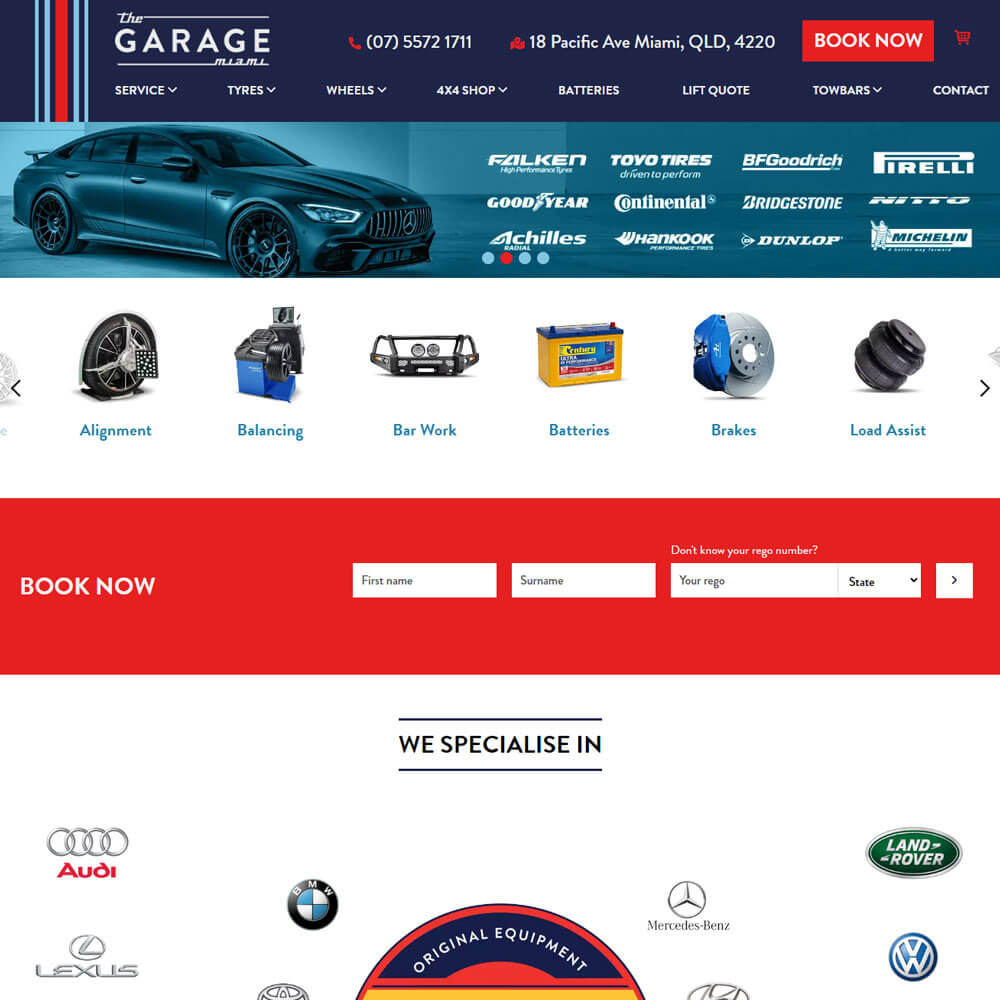 the
GARAGE
miami
(07) 5572 1711
18 Pacific Ave Miami, QLD, 4220
BOOK NOW
SERVICE
TYRES
WHEELS
4X4 SHOP
BATTERIES
LIFT QUOTE
TOWBARS
CONTACT
FALKEN
High Performance Tyres
TOYO TIRES
driven to perform
BFGoodrich
PIRELLI
GOODYEAR
Continental
BRIDGESTONE
NITTO
Achilles
RADIAL
HANKOOK
PERFORMANCE TIRES
DUNLOP
MICHELIN
A better way forward
Century
ULTRA
PERFORMANCE
e
Alignment
Balancing
Bar Work
Batteries
Brakes
Load Assist
Don't know your rego number?
BOOK NOW
First name
Surname
Your rego
State
WE SPECIALISE IN
Audi
LAND ROVER
BMW
Mercedes-Benz
ORIGINAL EQUIPMENT
LEXUS